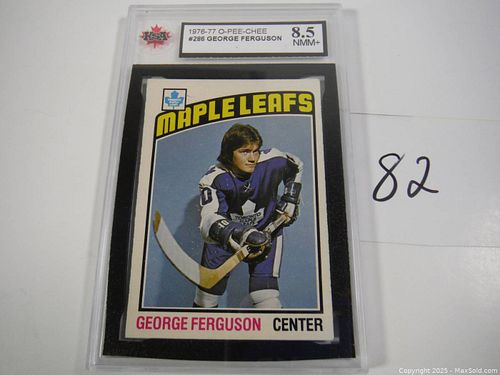 KSA
1976-77 O-PEE-CHEE
#286 GEORGE FERGUSON
8.5
NMM+
MAPLE LEAFS
GEORGE FERGUSON CENTER
82
Copyright 2025 - MaxSold.com